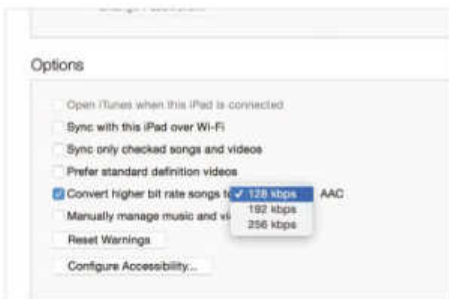 Options
Open iTunes when this iPad is connected
Sync with this iPad over Wi-Fi
Sync only checked songs and videos
Prefer standard definition videos
Convert higher bit rate songs to ✓ 128 kbps AAC
192 kbps
Manually manage music and
256 kbps
Reset Warnings
Configure Accessibility...